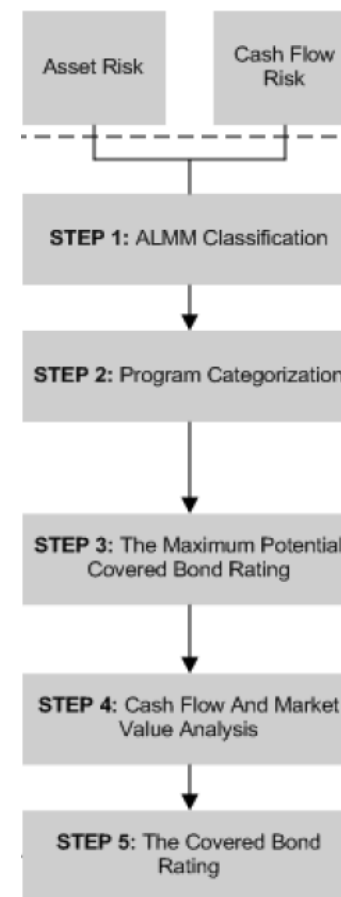 Asset Risk
Cash Flow
Risk
STEP 1: ALMM Classification
STEP 2: Program Categorization
STEP 3: The Maximum Potential
Covered Bond Rating
STEP 4: Cash Flow And Market
Value Analysis
STEP 5: The Covered Bond
Rating